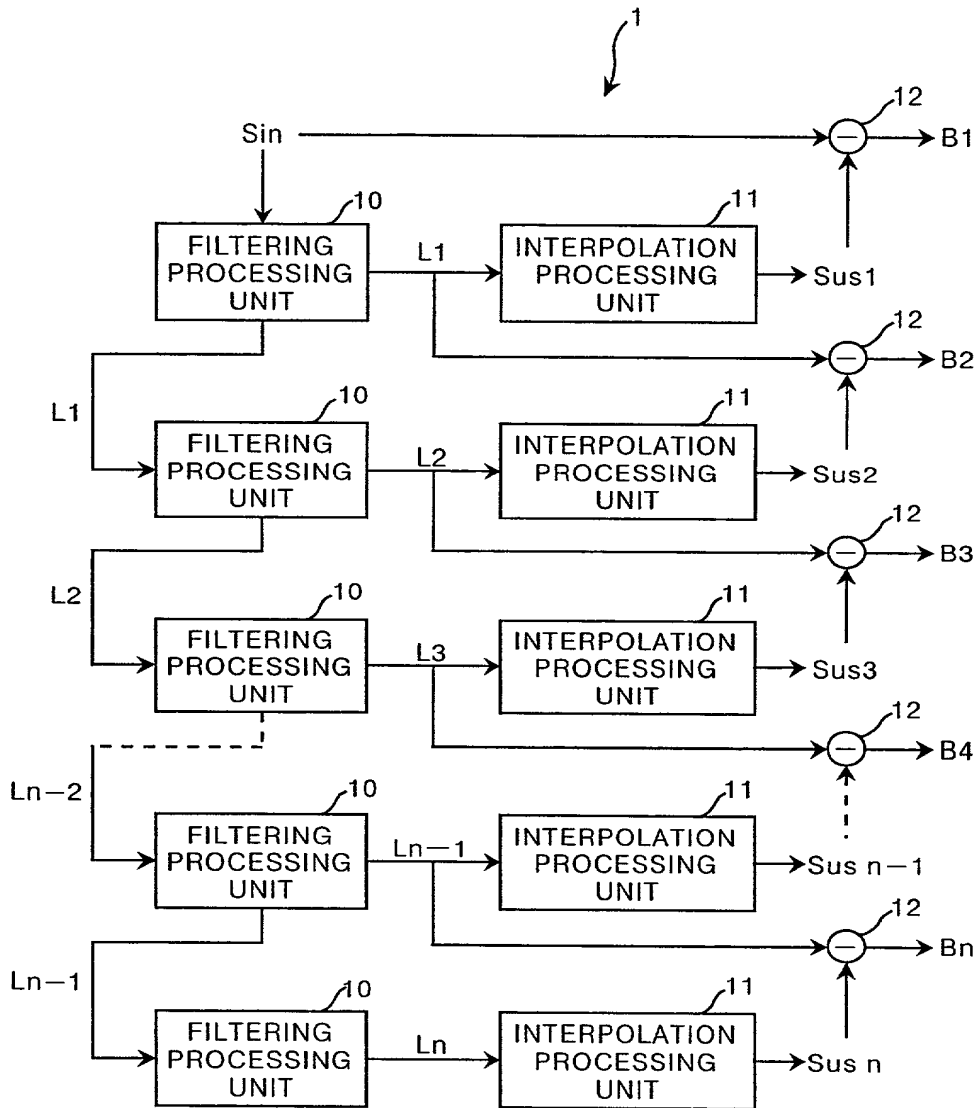 1
12
Sin
B1
10
11
FILTERING
PROCESSING
UNIT
L1
INTERPOLATION
PROCESSING
UNIT
Sus1
12
B2
L1
10
11
FILTERING
PROCESSING
UNIT
L2
INTERPOLATION
PROCESSING
UNIT
Sus2
12
B3
L2
10
11
FILTERING
PROCESSING
UNIT
L3
INTERPOLATION
PROCESSING
UNIT
Sus3
12
B4
Ln-2
10
11
FILTERING
PROCESSING
UNIT
Ln-1
INTERPOLATION
PROCESSING
UNIT
Sus n-1
12
Bn
Ln-1
10
11
FILTERING
PROCESSING
UNIT
Ln
INTERPOLATION
PROCESSING
UNIT
Sus n